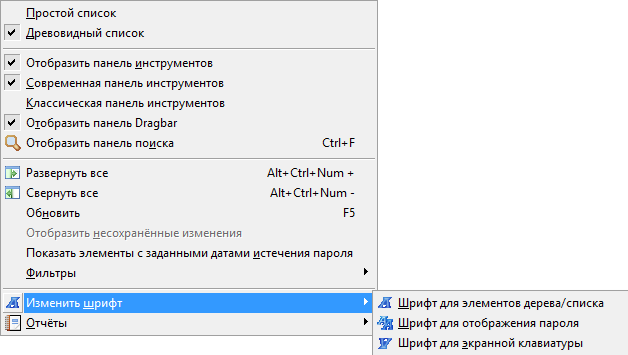 Простой список
Древовидный список
Отобразить панель инструментов
Современная панель инструментов
Классическая панель инструментов
Отобразить панель Dragbar
Отобразить панель поиска Ctrl+F
Развернуть все Alt+Ctrl+Num +
Свернуть все Alt+Ctrl+Num -
Обновить F5
Отобразить несохранённые изменения
Показать элементы с заданными датами истечения пароля
Фильтры
Изменить шрифт
Отчёты
Шрифт для элементов дерева/списка
Шрифт для отображения пароля
Шрифт для экранной клавиатуры